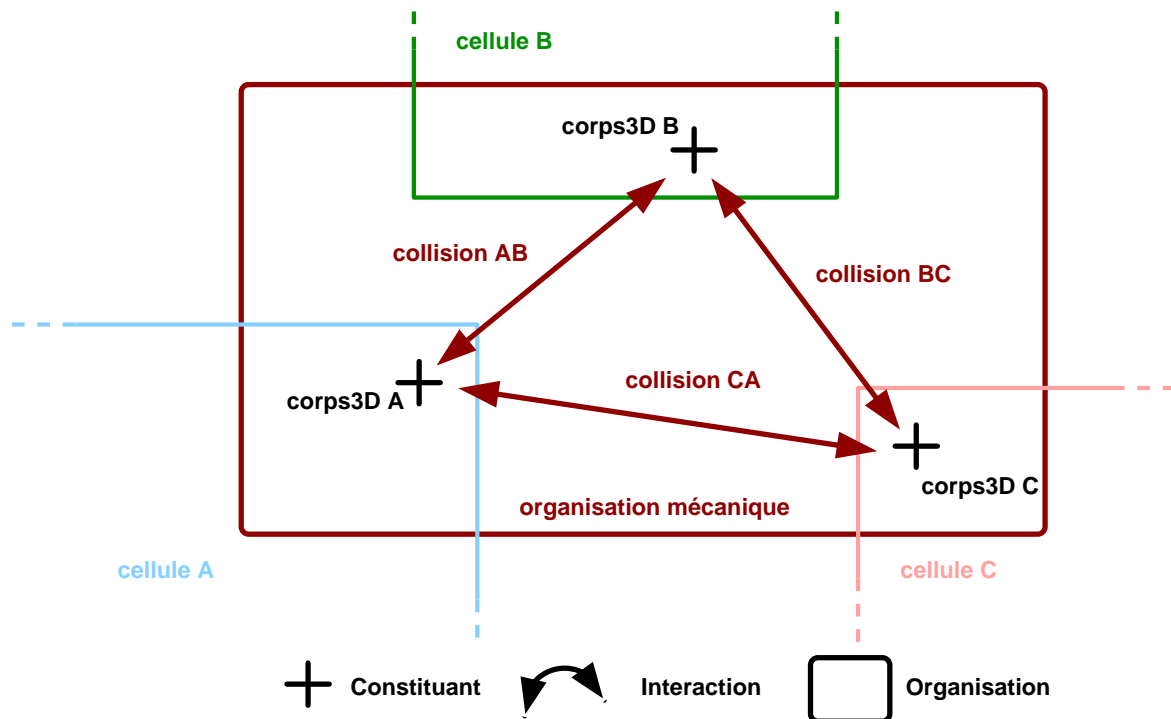 cellule B
corps3D B
collision AB
collision BC
collision CA
corps3D A
corps3D C
organisation mécanique
cellule A
cellule C
Constituant
Interaction
Organisation